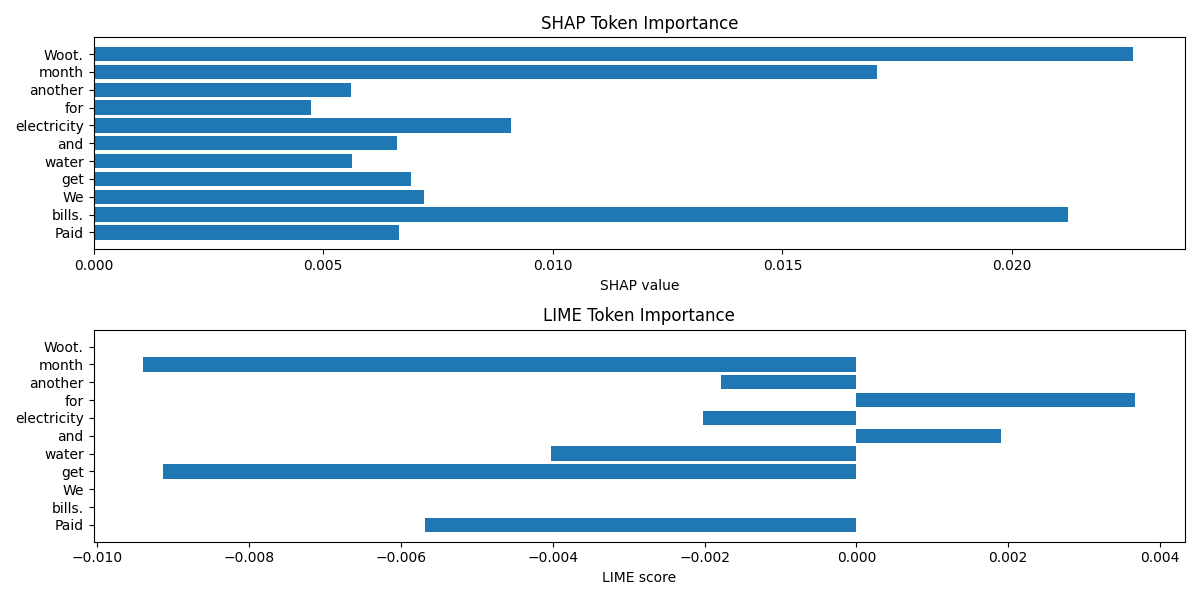 SHAP Token Importance
Woot.
month
another
for
electricity
and
water
get
We
bills.
Paid
0.000 0.005 0.010 0.015 0.020
SHAP value
LIME Token Importance
Woot.
month
another
for
electricity
and
water
get
We
bills.
Paid
−0.010 −0.008 −0.006 −0.004 −0.002 0.000 0.002 0.004
LIME score